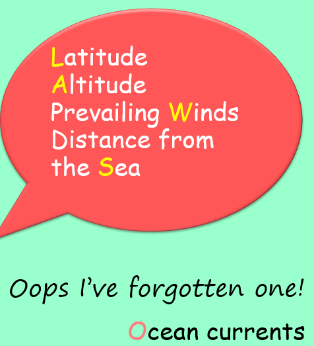 Latitude
Altitude
Prevailing Winds
Distance from
the Sea
Oops I've forgotten one!
Ocean currents